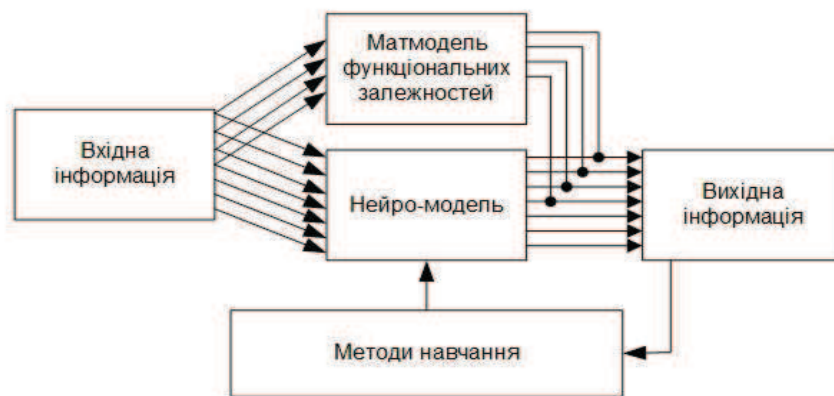 Матмодель
функціональних
залежностей
Вхідна
інформація
Нейро-модель
Вихідна
інформація
Методи навчання